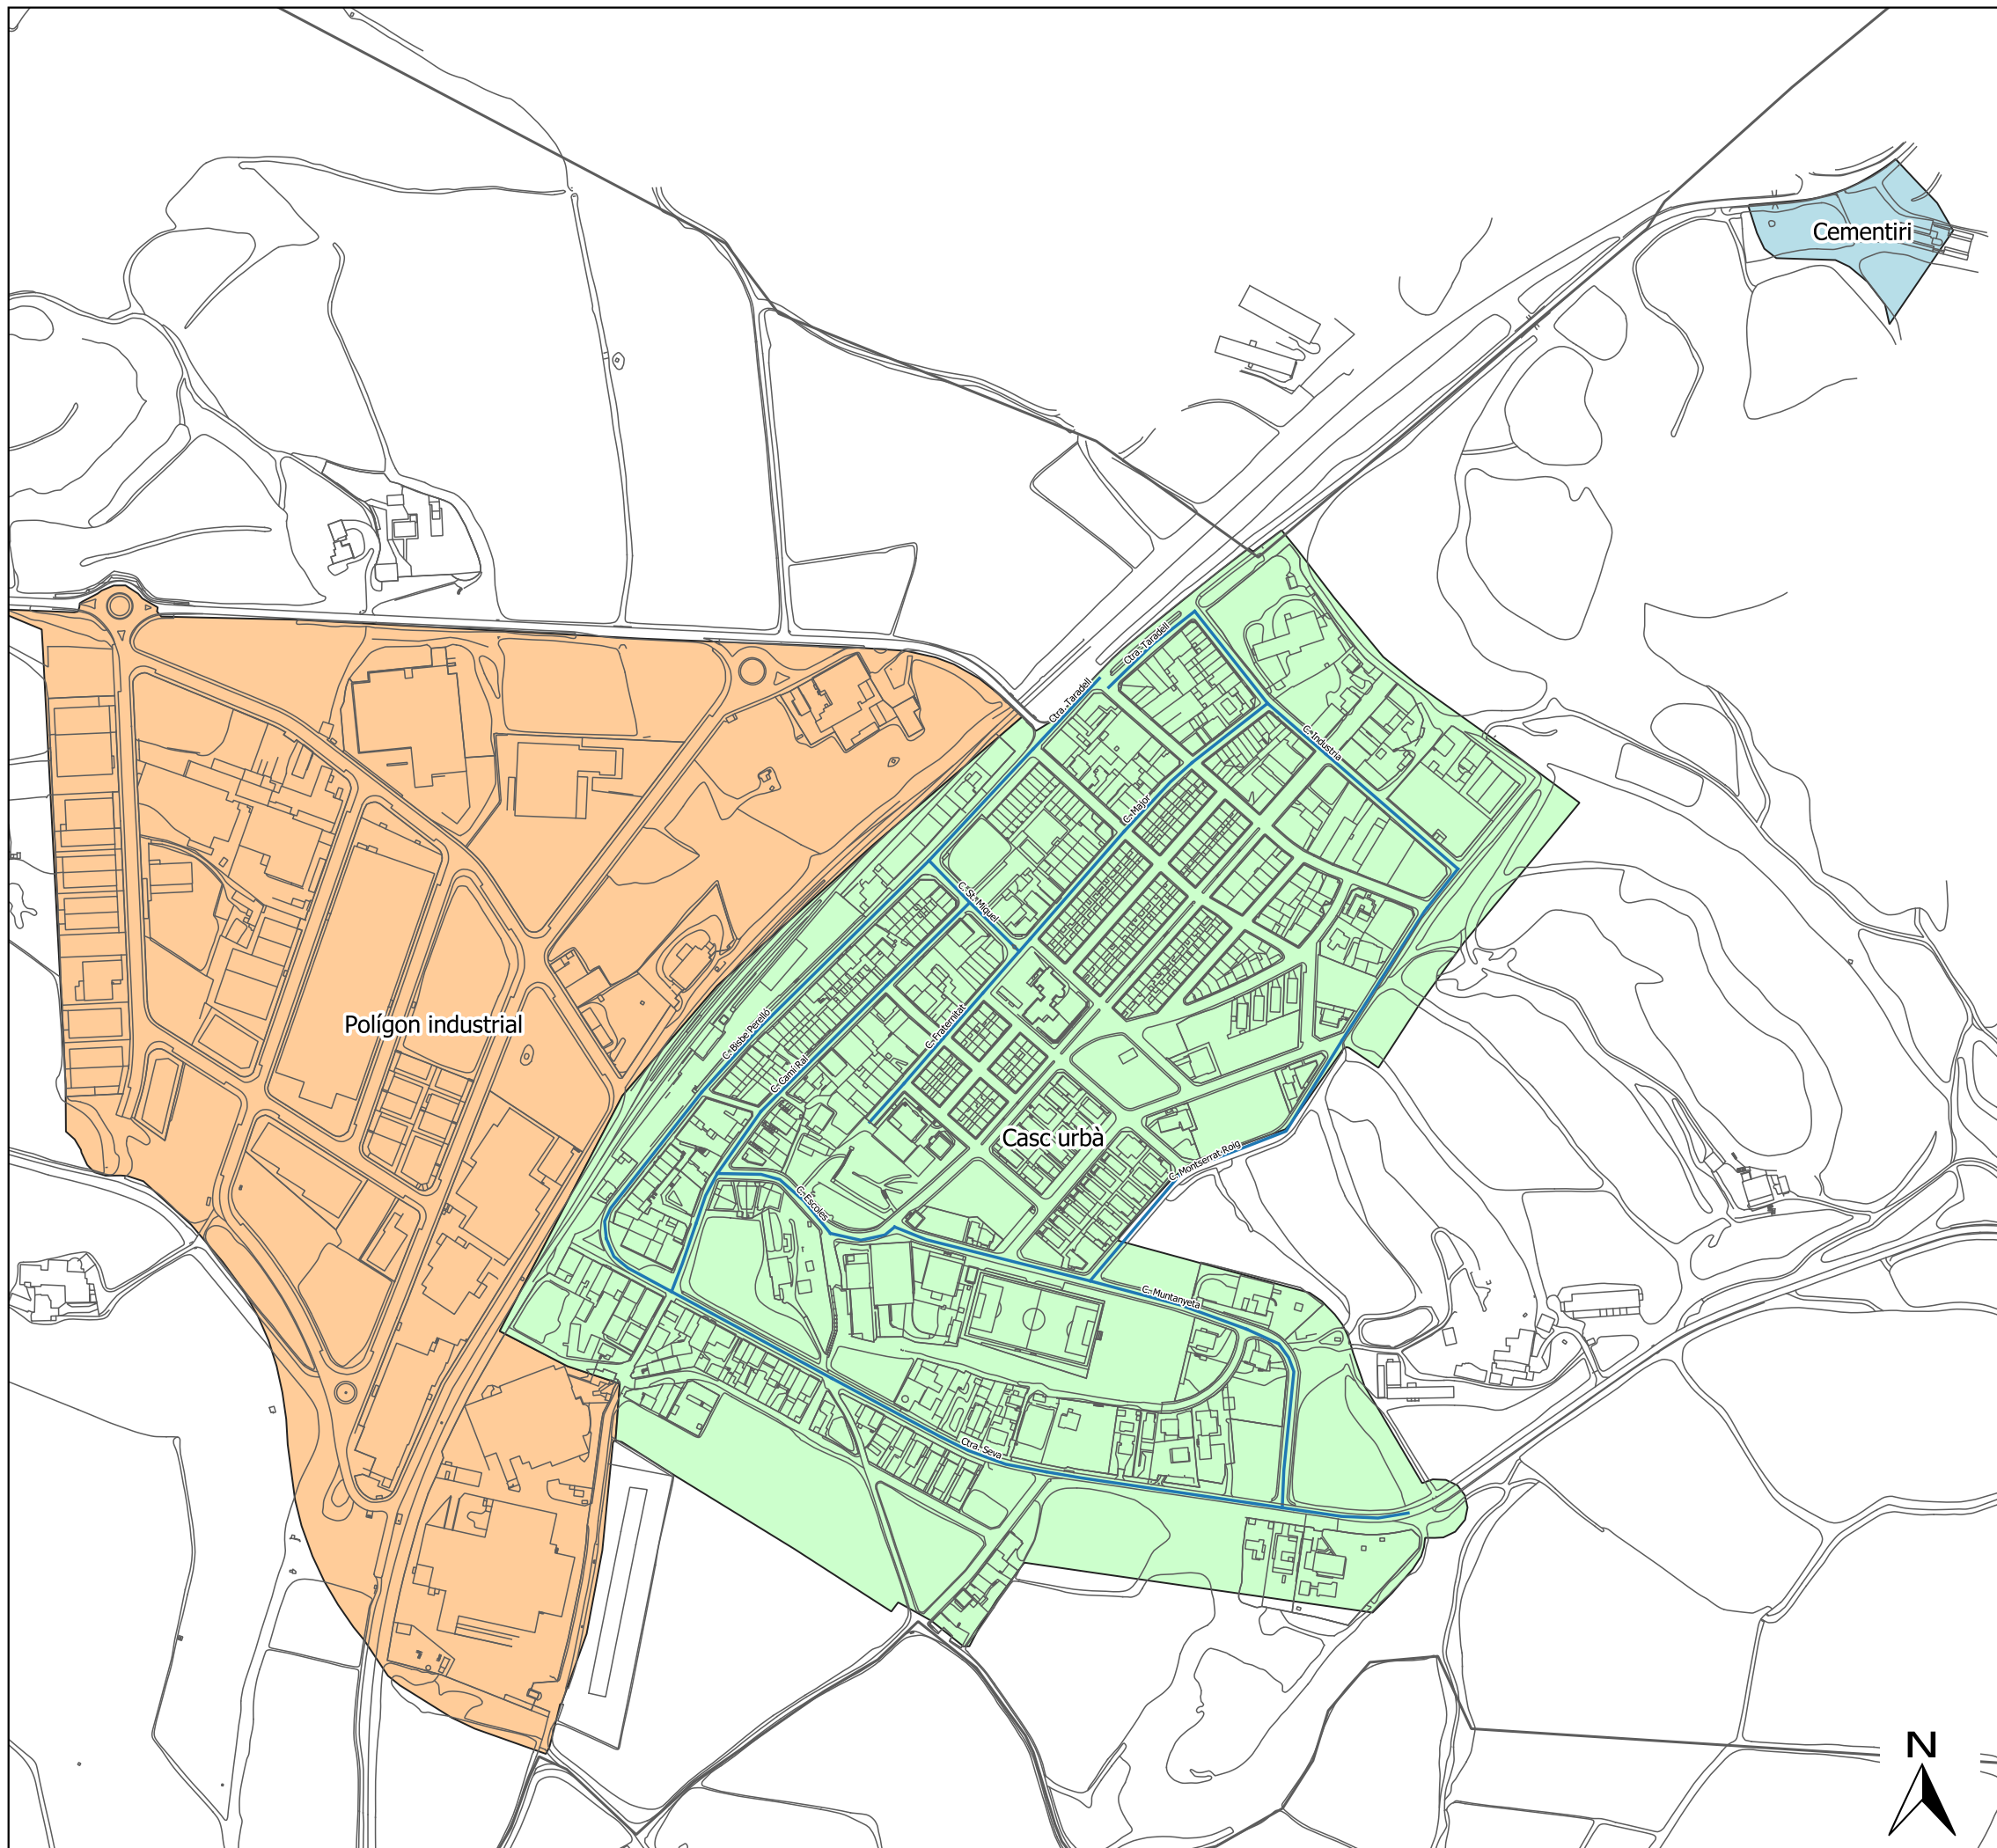 Cementiri
Ctra. Taradell
Ctra. Taradell
C. Industria
C. Major
C. St. Miquel
C. Bisbe Perelló
Polígon industrial
C. Fraternitat
C. Camí Ral
Casc urbà
C. Montserrat Roig
C. Escoles
C. Muntanyeta
Ctra. Seva
N